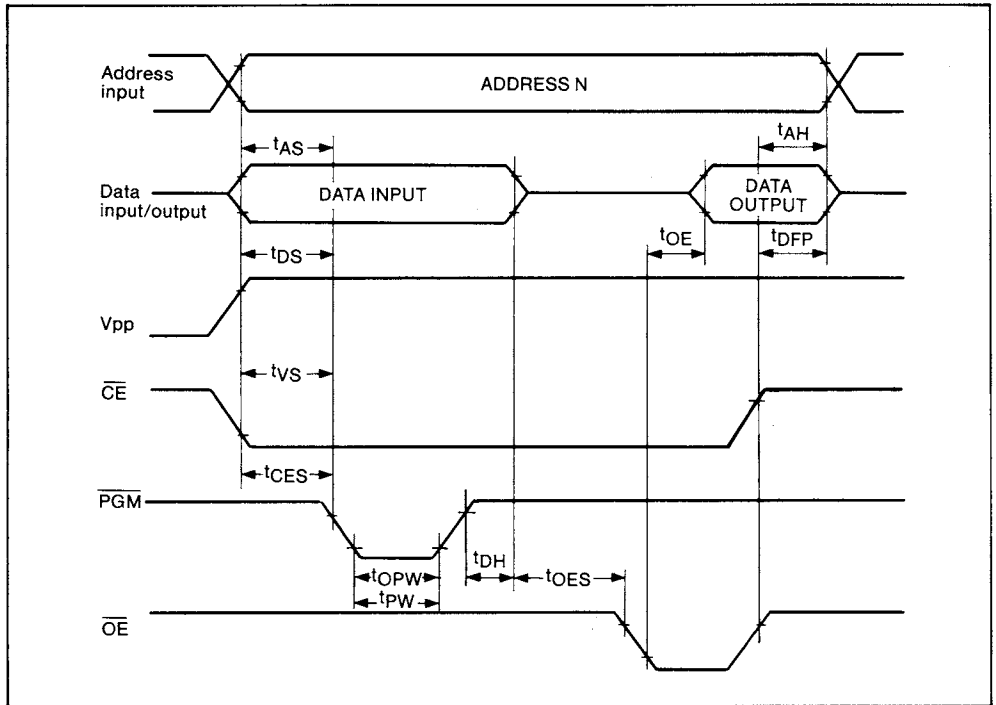 Address
input
ADDRESS N
tAS
tAH
Data
input/output
DATA INPUT
DATA
OUTPUT
tDS
tOE
tDFP
Vpp
tVS
CE
tCES
PGM
tDH
tOES
tOPW
tPW
OE